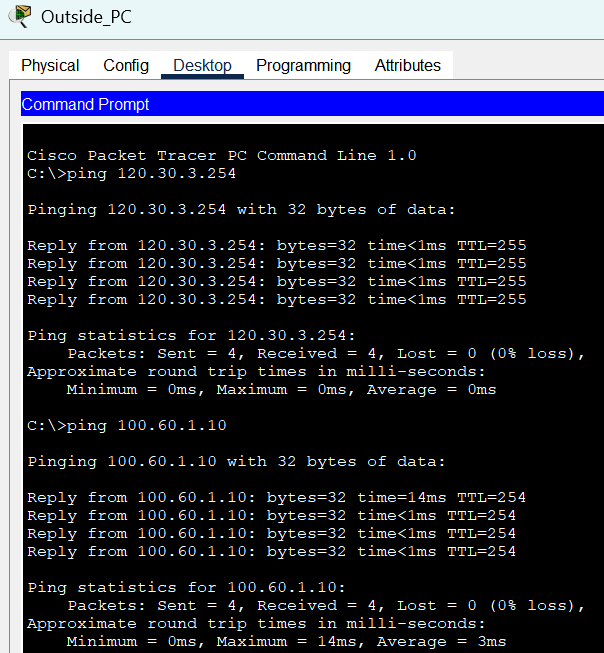 Outside_PC
Physical Config Desktop Programming Attributes
Command Prompt
Cisco Packet Tracer PC Command Line 1.0
C:\>ping 120.30.3.254
Pinging 120.30.3.254 with 32 bytes of data:
Reply from 120.30.3.254: bytes=32 time<1ms TTL=255
Reply from 120.30.3.254: bytes=32 time<1ms TTL=255
Reply from 120.30.3.254: bytes=32 time<1ms TTL=255
Reply from 120.30.3.254: bytes=32 time<1ms TTL=255
Ping statistics for 120.30.3.254:
    Packets: Sent = 4, Received = 4, Lost = 0 (0% loss),
Approximate round trip times in milli-seconds:
    Minimum = 0ms, Maximum = 0ms, Average = 0ms
C:\>ping 100.60.1.10
Pinging 100.60.1.10 with 32 bytes of data:
Reply from 100.60.1.10: bytes=32 time=14ms TTL=254
Reply from 100.60.1.10: bytes=32 time<1ms TTL=254
Reply from 100.60.1.10: bytes=32 time<1ms TTL=254
Reply from 100.60.1.10: bytes=32 time<1ms TTL=254
Ping statistics for 100.60.1.10:
    Packets: Sent = 4, Received = 4, Lost = 0 (0% loss),
Approximate round trip times in milli-seconds:
    Minimum = 0ms, Maximum = 14ms, Average = 3ms